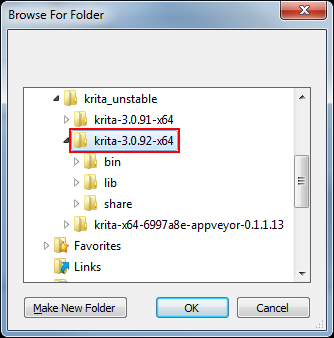 Browse For Folder
krita_unstable
krita-3.0.91-x64
krita-3.0.92-x64
bin
lib
share
krita-x64-6997a8e-appveyor-0.1.1.13
Favorites
Links
Make New Folder
OK
Cancel